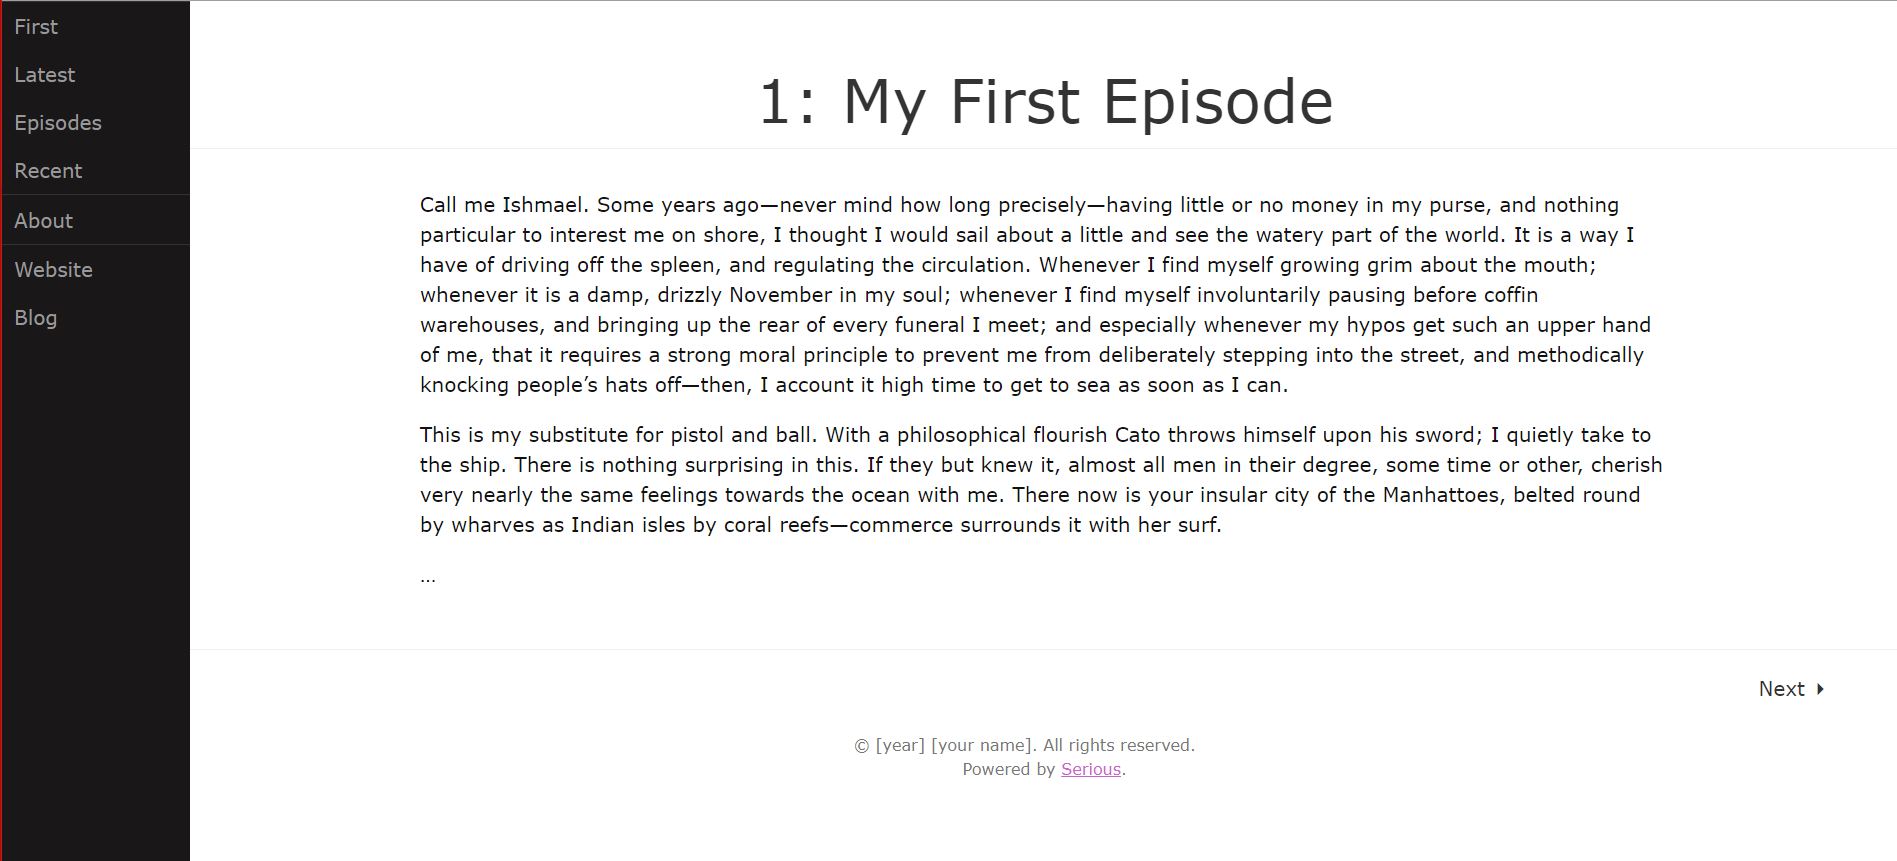 First
Latest
Episodes
Recent
About
Website
Blog
1: My First Episode
Call me Ishmael. Some years ago—never mind how long precisely—having little or no money in my purse, and nothing
particular to interest me on shore, I thought I would sail about a little and see the watery part of the world. It is a way I
have of driving off the spleen, and regulating the circulation. Whenever I find myself growing grim about the mouth;
whenever it is a damp, drizzly November in my soul; whenever I find myself involuntarily pausing before coffin
warehouses, and bringing up the rear of every funeral I meet; and especially whenever my hypos get such an upper hand
of me, that it requires a strong moral principle to prevent me from deliberately stepping into the street, and methodically
knocking people’s hats off—then, I account it high time to get to sea as soon as I can.
This is my substitute for pistol and ball. With a philosophical flourish Cato throws himself upon his sword; I quietly take to
the ship. There is nothing surprising in this. If they but knew it, almost all men in their degree, some time or other, cherish
very nearly the same feelings towards the ocean with me. There now is your insular city of the Manhattoes, belted round
by wharves as Indian isles by coral reefs—commerce surrounds it with her surf.
…
Next
© [year] [your name]. All rights reserved.
Powered by Serious.